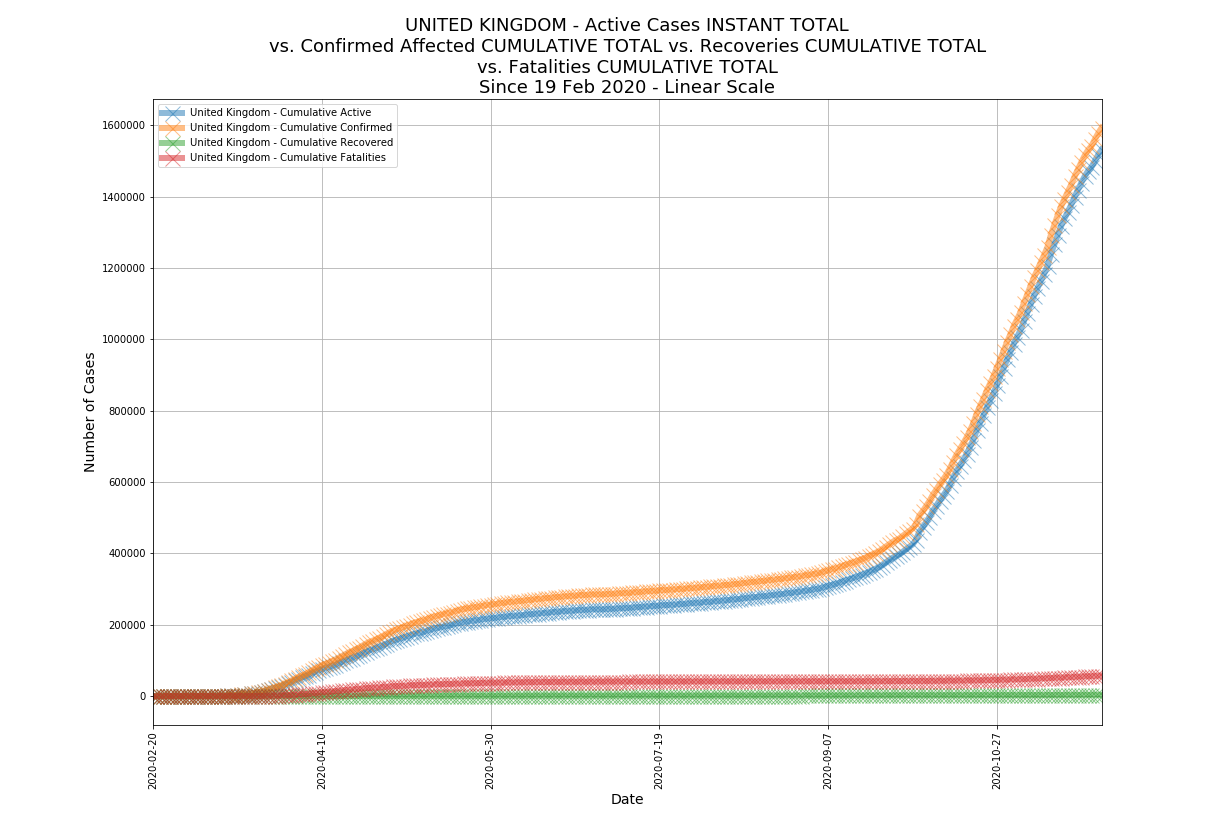 UNITED KINGDOM - Active Cases INSTANT TOTAL
vs. Confirmed Affected CUMULATIVE TOTAL vs. Recoveries CUMULATIVE TOTAL
vs. Fatalities CUMULATIVE TOTAL
Since 19 Feb 2020 - Linear Scale
United Kingdom - Cumulative Active
United Kingdom - Cumulative Confirmed
United Kingdom - Cumulative Recovered
United Kingdom - Cumulative Fatalities
Number of Cases
1600000
1400000
1200000
1000000
800000
600000
400000
200000
0
2020-02-20
2020-04-10
2020-05-30
2020-07-19
2020-09-07
2020-10-27
Date